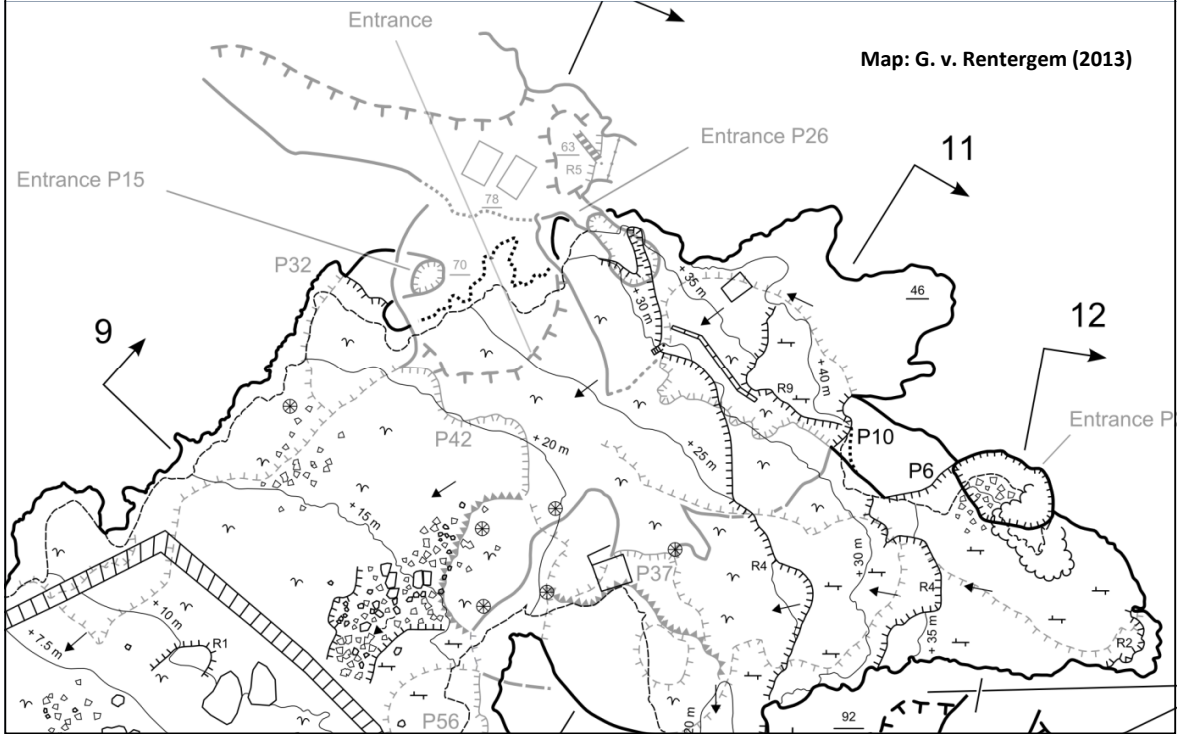 Entrance
Map: G. v. Rentergem (2013)
63
R5
Entrance P26
11
Entrance P15
78
70
P32
+ 35 m
+ 30 m
46
9
12
+ 40 m
R9
Entrance P
P10
P42
+ 20 m
+ 25 m
P6
+ 15 m
P37
R4
+ 30 m
R4
+ 10 m
+ 7.5 m
R1
+ 35 m
R2
P56
20 m
92